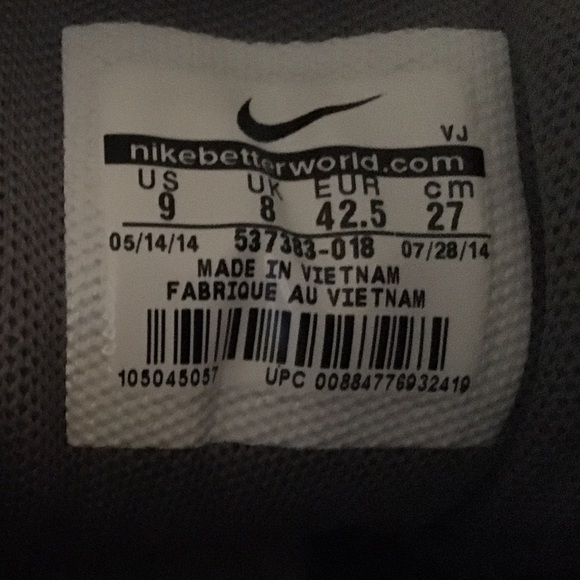 VJ
nikebetterworld.com
US UK EUR cm
9 8 42.5 27
05/14/14 537383-018 07/28/14
MADE IN VIETNAM
FABRIQUE AU VIETNAM
105045057 UPC 00884776932419